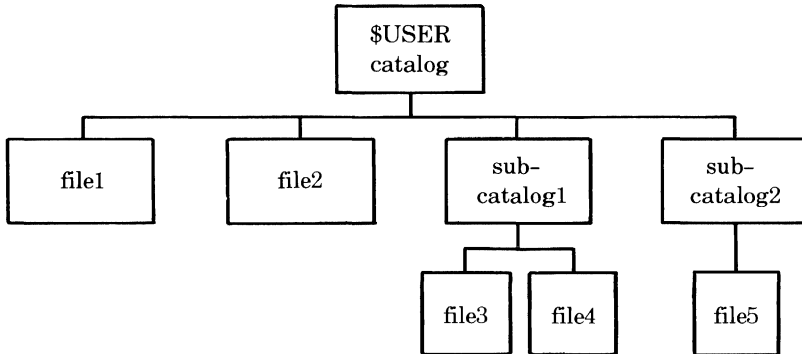 $USER
catalog
file1
file2
sub-
catalog1
sub-
catalog2
file3
file4
file5